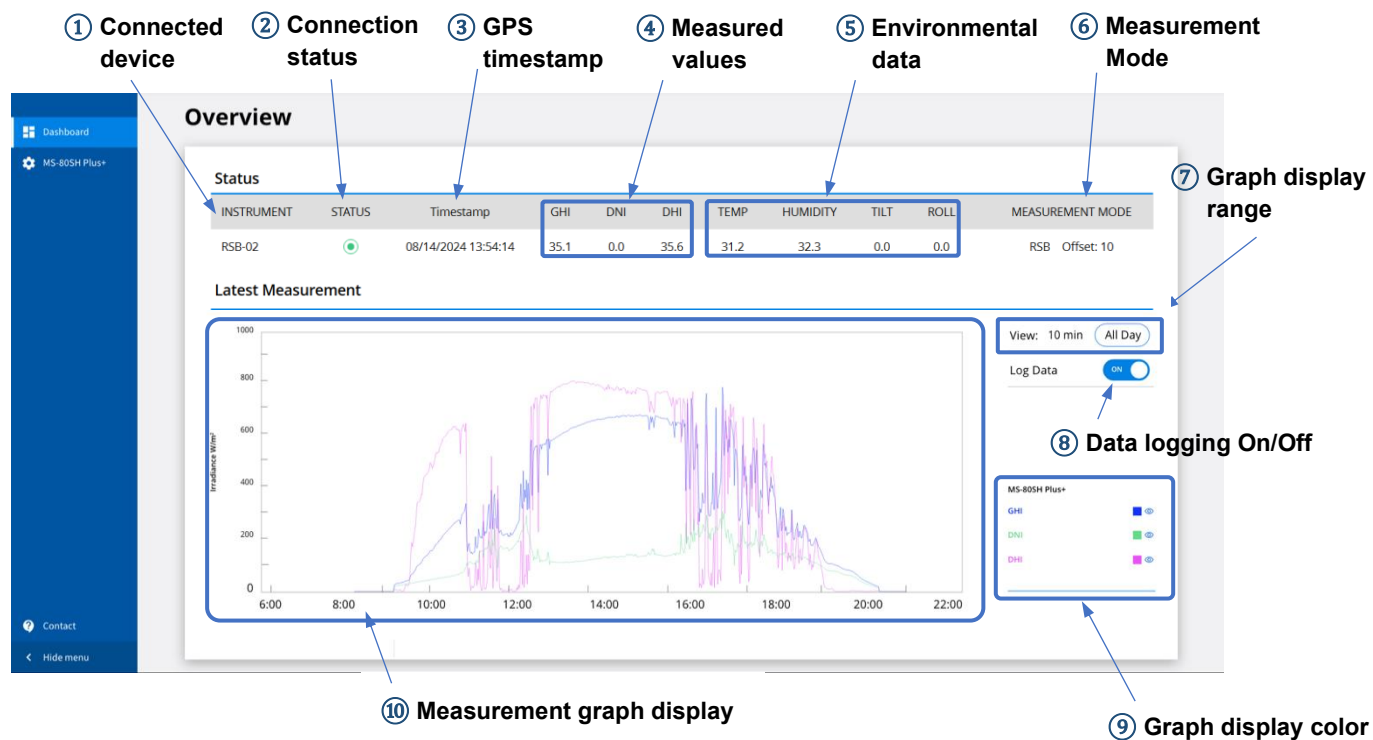 ① Connected device
② Connection status
③ GPS timestamp
④ Measured values
⑤ Environmental data
⑥ Measurement Mode
Overview
Dashboard
MS-80SH Plus+
Status
INSTRUMENT STATUS Timestamp GHI DNI DHI TEMP HUMIDITY TILT ROLL MEASUREMENT MODE
RSB-02 08/14/2024 13:54:14 35.1 0.0 35.6 31.2 32.3 0.0 0.0 RSB Offset: 10
⑦ Graph display range
Latest Measurement
View: 10 min All Day
Log Data ON
⑧ Data logging On/Off
Irradiance W/m²
1000
800
600
400
200
0
6:00 8:00 10:00 12:00 14:00 16:00 18:00 20:00 22:00
MS-80SH Plus+
GHI
DNI
DHI
Contact
Hide menu
⑩ Measurement graph display
⑨ Graph display color